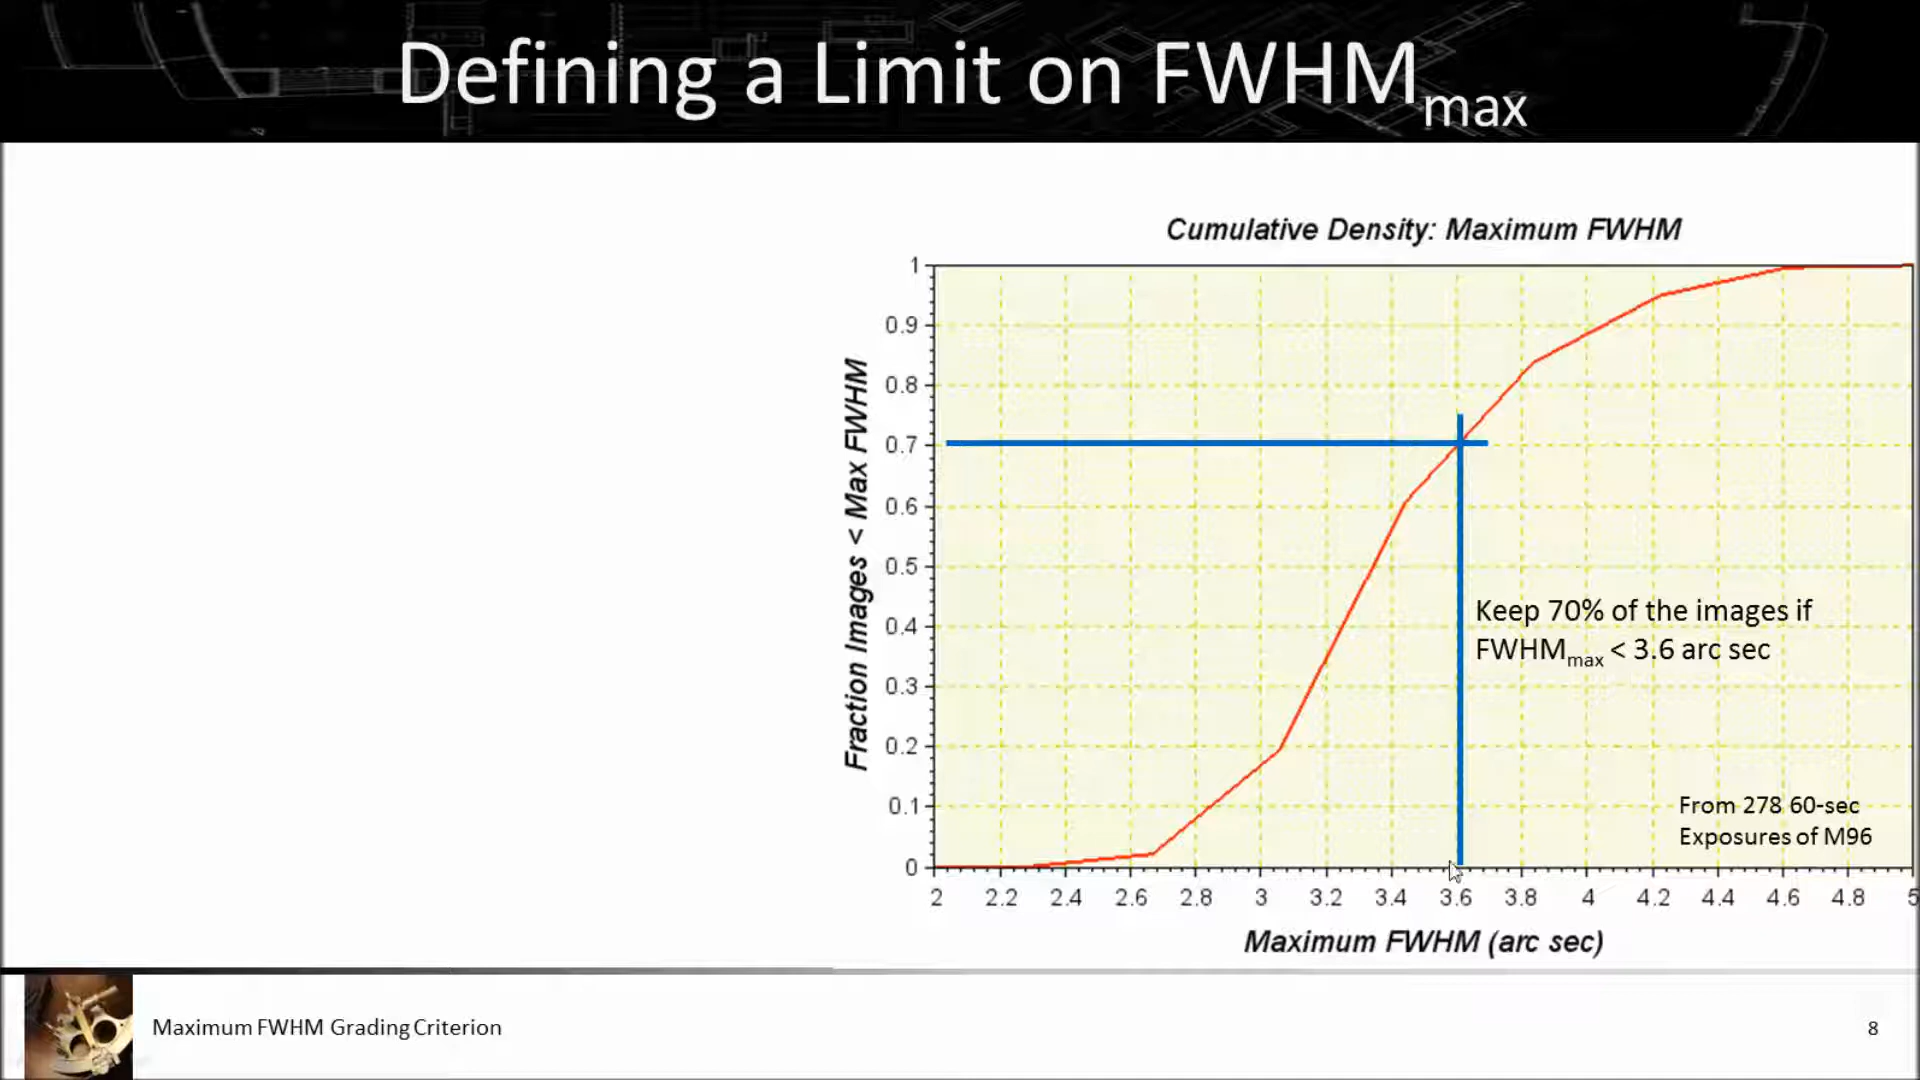 Defining a Limit on FWHMmax
Cumulative Density: Maximum FWHM
Fraction Images < Max FWHM
1
0.9
0.8
0.7
0.6
0.5
0.4
0.3
0.2
0.1
0
Keep 70% of the images if
FWHMmax < 3.6 arc sec
From 278 60-sec
Exposures of M96
2 2.2 2.4 2.6 2.8 3 3.2 3.4 3.6 3.8 4 4.2 4.4 4.6 4.8 5
Maximum FWHM (arc sec)
Maximum FWHM Grading Criterion
8